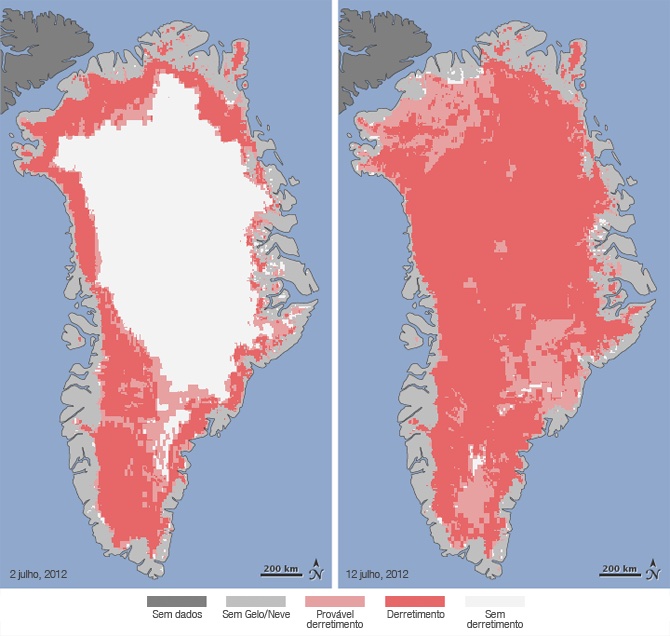 200 km
N
2 julho, 2012
200 km
N
12 julho, 2012
Sem dados
Sem Gelo/Neve
Provável
derretimento
Derretimento
Sem
derretimento